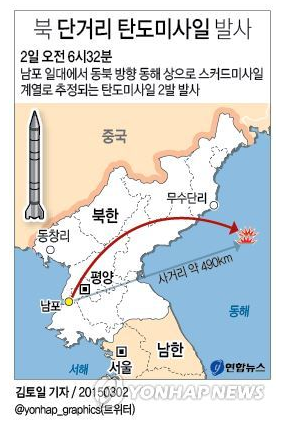 북 단거리 탄도미사일 발사
2일 오전 6시32분
남포 일대에서 동북 방향 동해 상으로 스커드미사일
계열로 추정되는 탄도미사일 2발 발사
중국
무수단리
북한
동창리
평양
사거리 약 490km
남포
동해
남한
서해
서울
연합뉴스
김토일 기자 / 20150302
YONHAP NEWS
@yonhap_graphics(트위터)